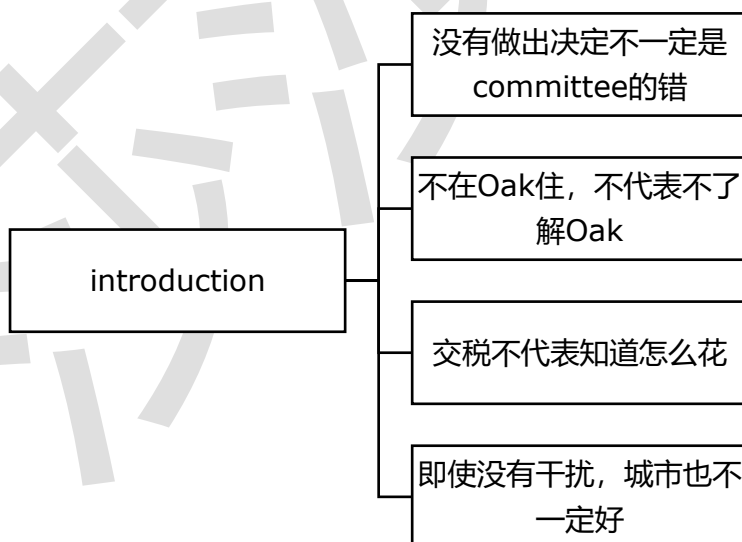 没有做出决定不一定是
committee的错
不在Oak住，不代表不了
解Oak
introduction
交税不代表知道怎么花
即使没有干扰，城市也不
一定好